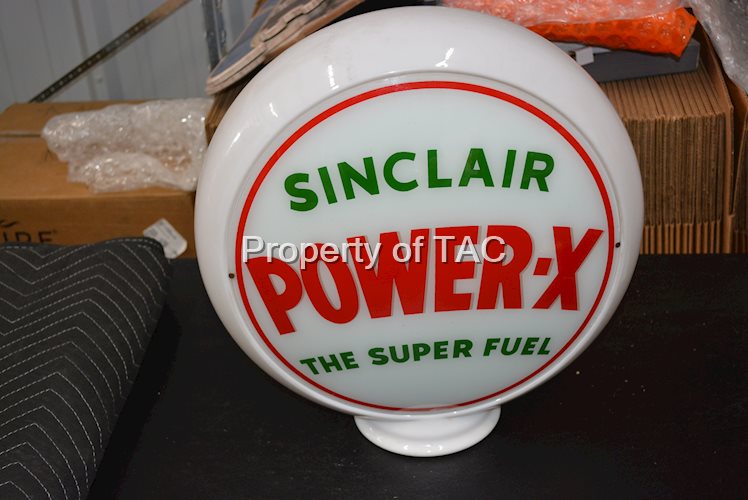 SINCLAIR
Property of TAC
POWER-X
THE SUPER FUEL